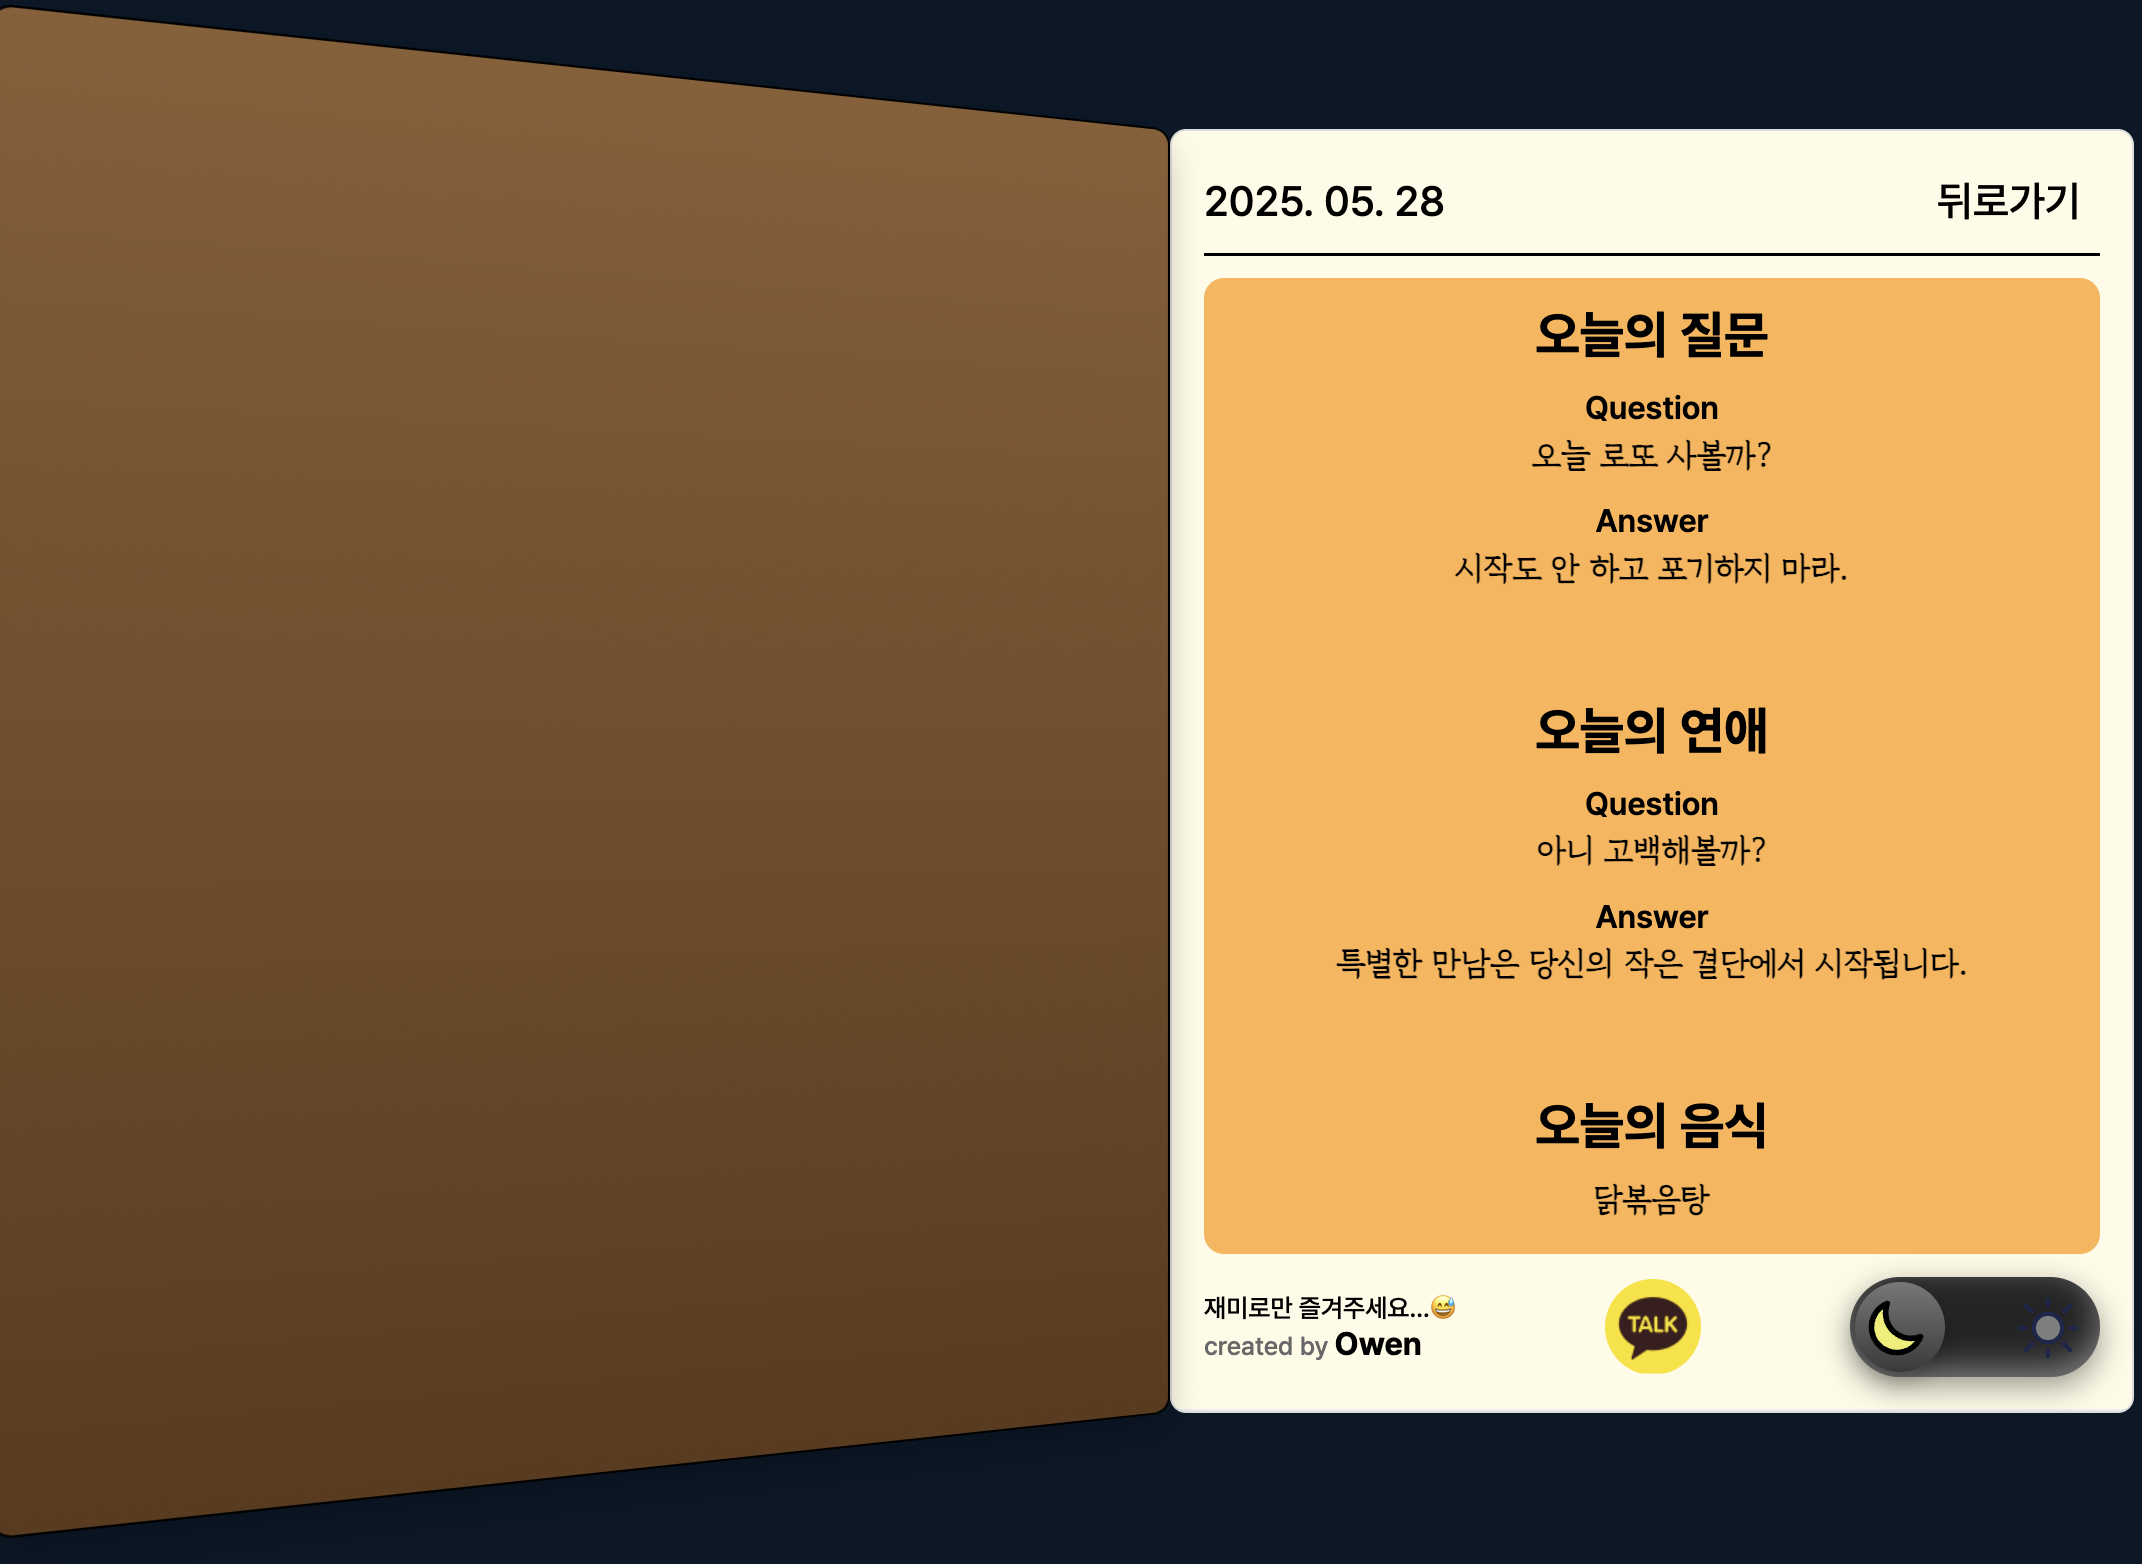 2025. 05. 28
뒤로가기
오늘의 질문
Question
오늘 로또 사볼까?
Answer
시작도 안 하고 포기하지 마라.
오늘의 연애
Question
아니 고백해볼까?
Answer
특별한 만남은 당신의 작은 결단에서 시작됩니다.
오늘의 음식
닭볶음탕
재미로만 즐겨주세요...😅
created by Owen
TALK